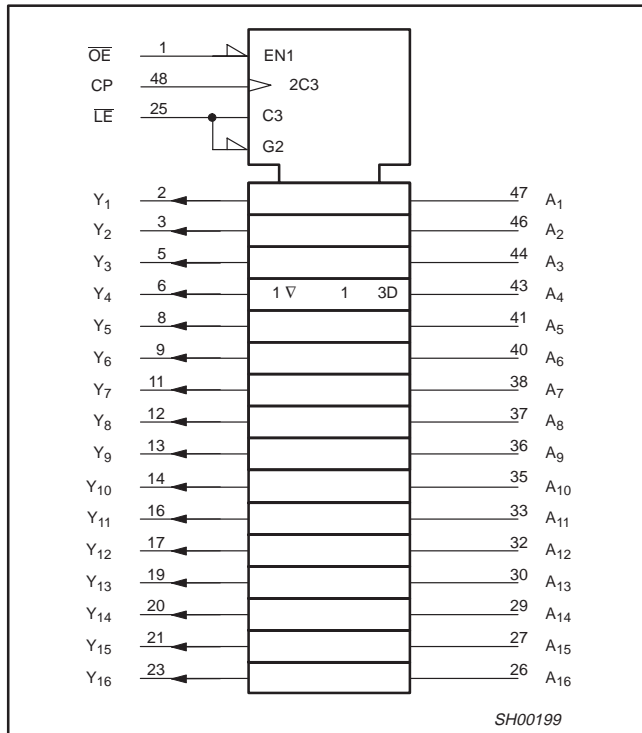 O̅E̅ 1 EN1
CP 48 2C3
L̅E̅ 25 C3
G2
Y1 2 47 A1
Y2 3 46 A2
Y3 5 44 A3
Y4 6 1 ∇ 1 3D 43 A4
Y5 8 41 A5
Y6 9 40 A6
Y7 11 38 A7
Y8 12 37 A8
Y9 13 36 A9
Y10 14 35 A10
Y11 16 33 A11
Y12 17 32 A12
Y13 19 30 A13
Y14 20 29 A14
Y15 21 27 A15
Y16 23 26 A16
SH00199